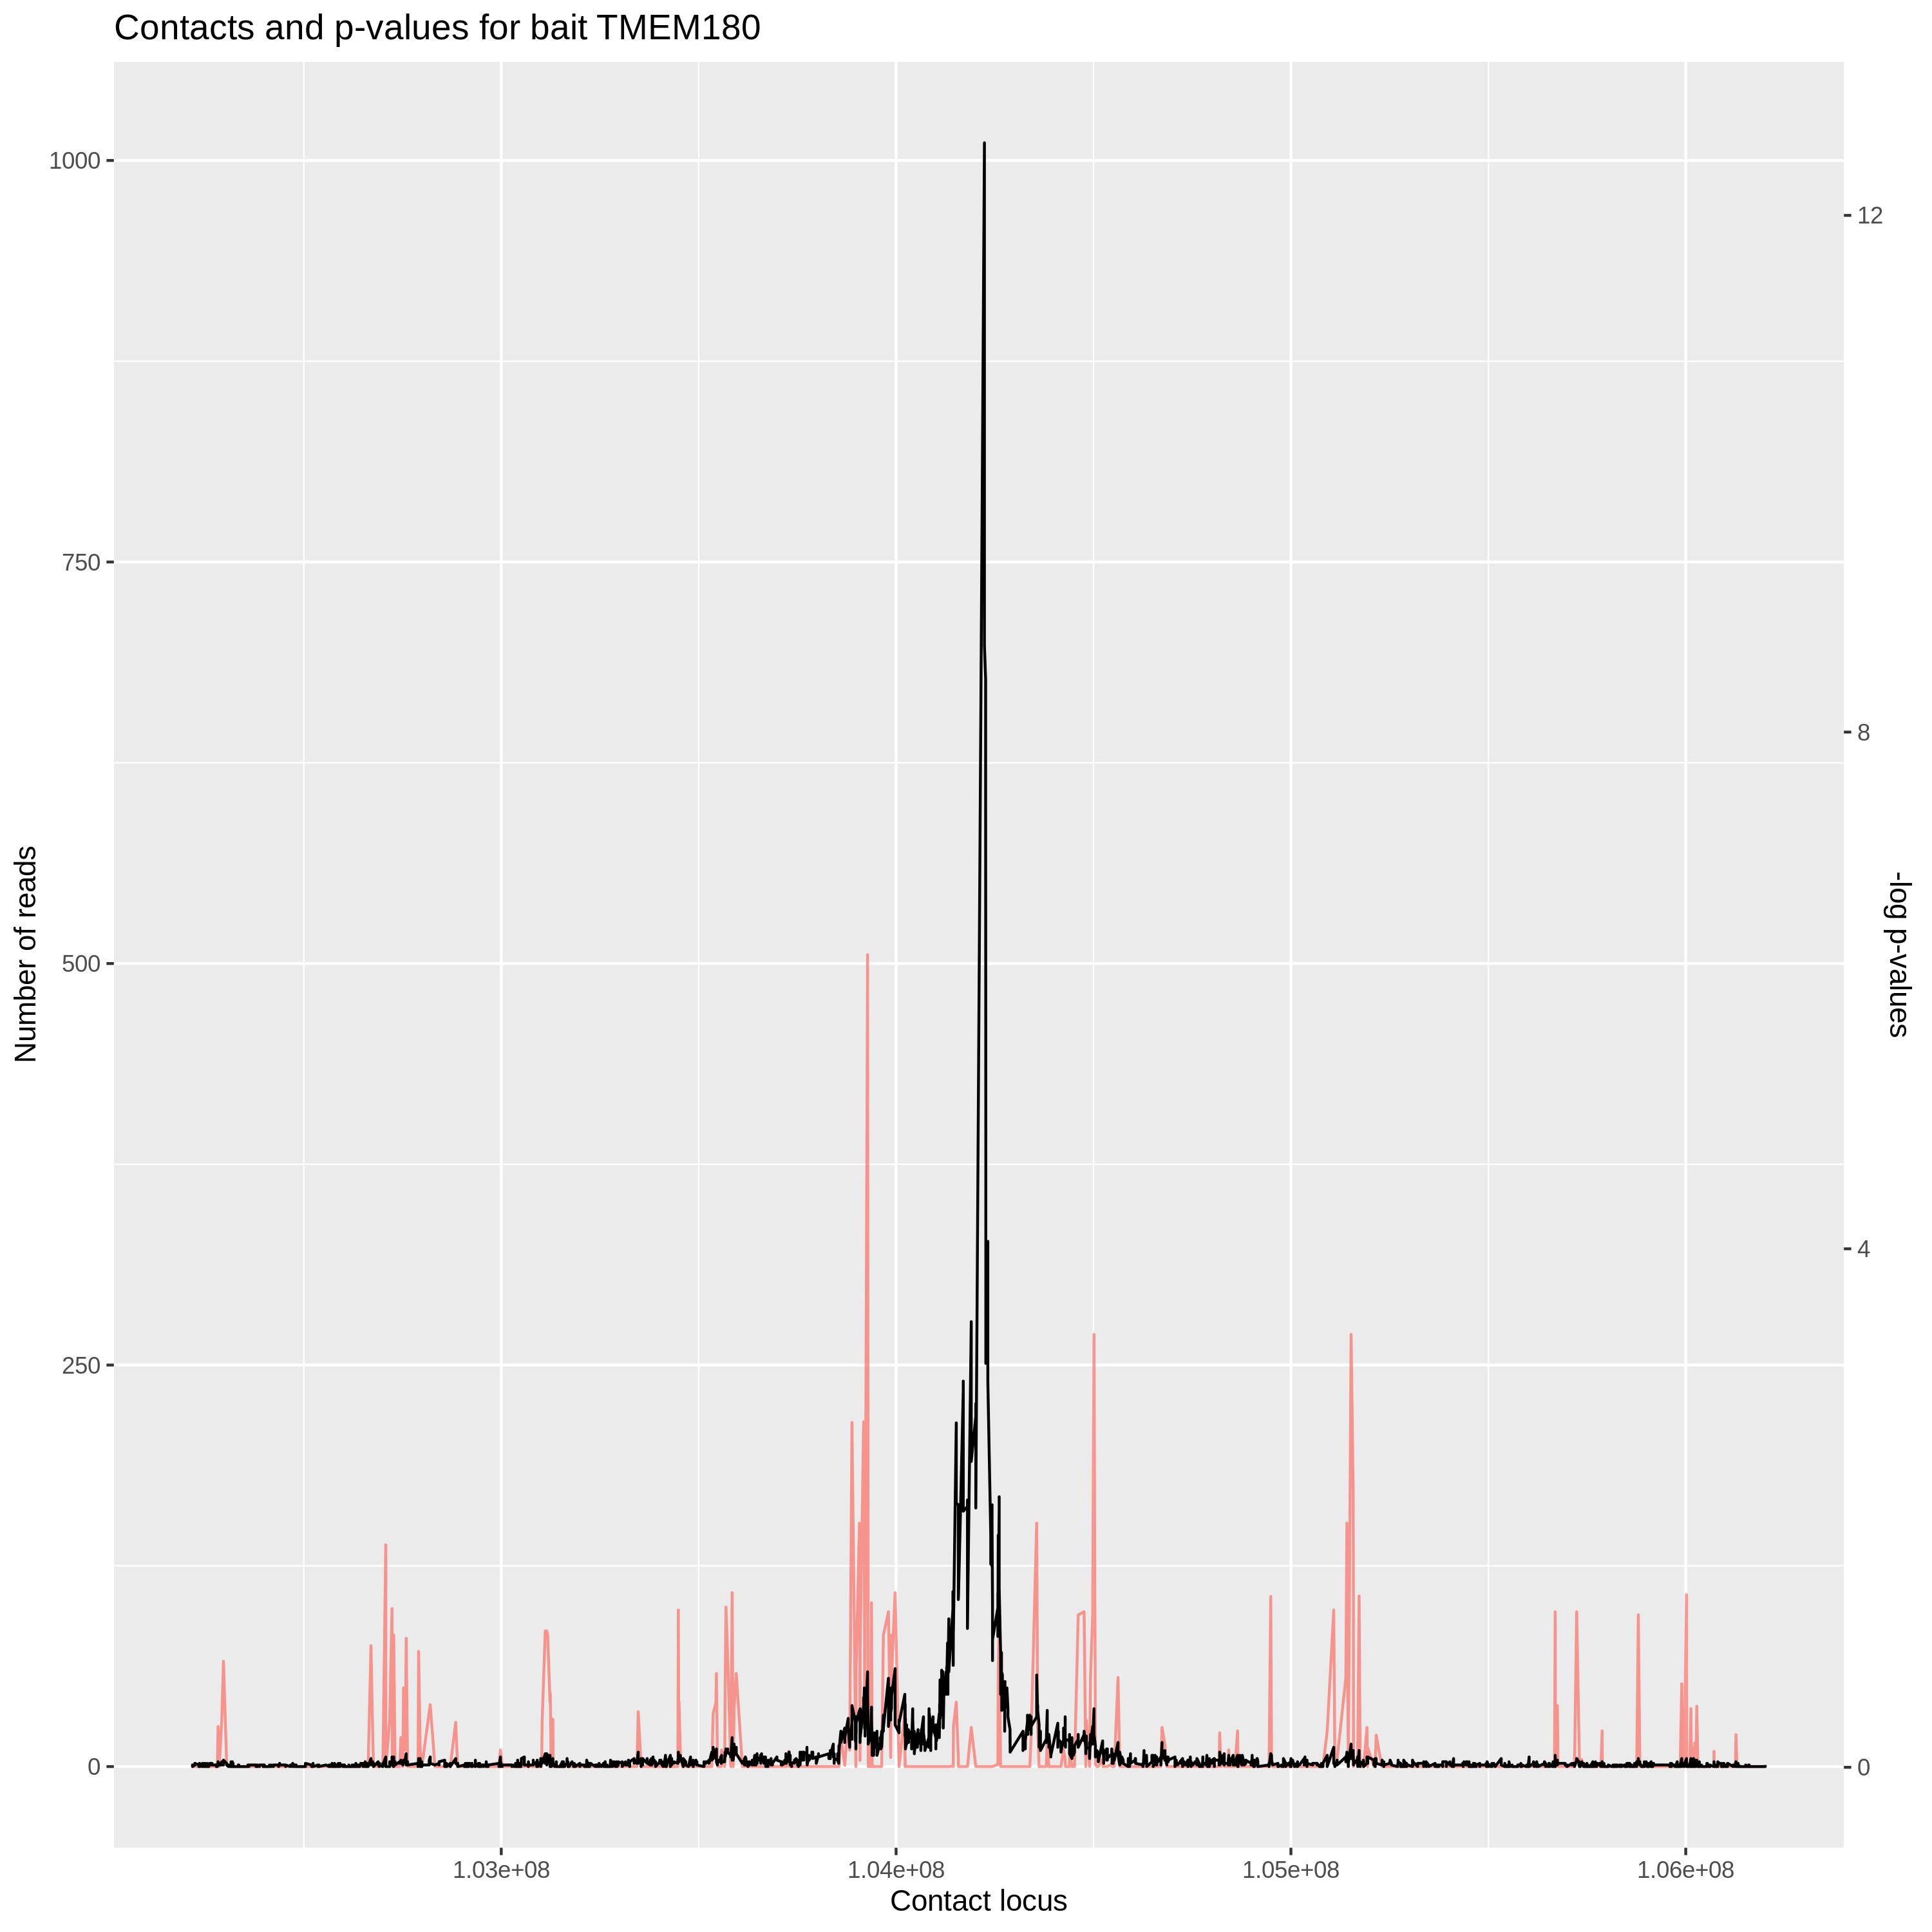 Contacts and p-values for bait TMEM180
1000
750
500
250
0
Number of reads
12
8
4
0
-log p-values
1.03e+08
1.04e+08
1.05e+08
1.06e+08
Contact locus